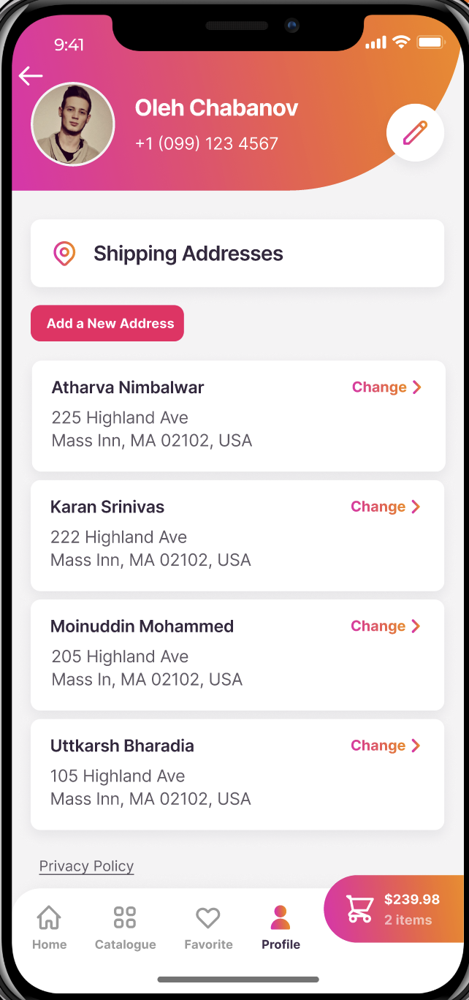 9:41
Oleh Chabanov
+1 (099) 123 4567
Shipping Addresses
Add a New Address
Atharva Nimbalwar
Change
225 Highland Ave
Mass Inn, MA 02102, USA
Karan Srinivas
Change
222 Highland Ave
Mass Inn, MA 02102, USA
Moinuddin Mohammed
Change
205 Highland Ave
Mass In, MA 02102, USA
Uttkarsh Bharadia
Change
105 Highland Ave
Mass Inn, MA 02102, USA
Privacy Policy
$239.98
2 items
Home
Catalogue
Favorite
Profile